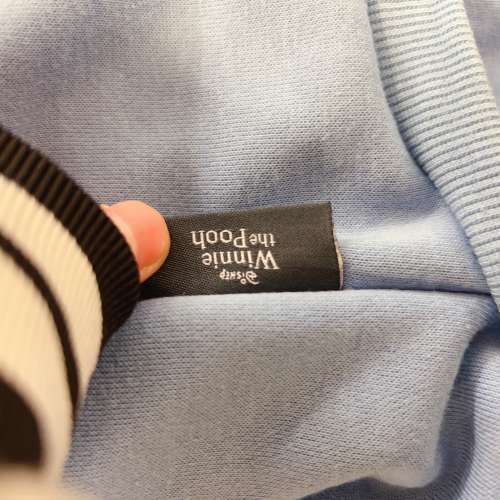 Disney
Winnie
the Pooh